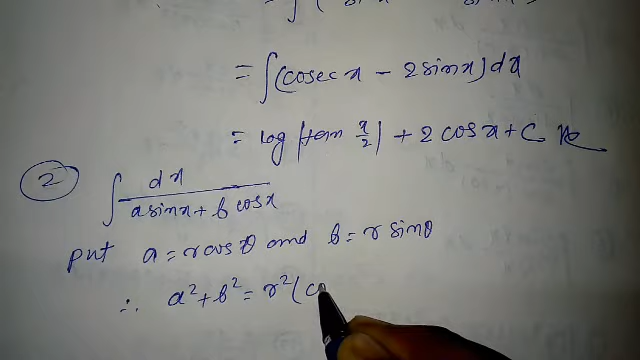 = ∫(cosec x − 2 sin x) dx
= log |tan x/2| + 2 cos x + C
2 ∫ dx / (a sin x + b cos x)
put a = r cos θ and b = r sin θ
∴ a² + b² = r² (c